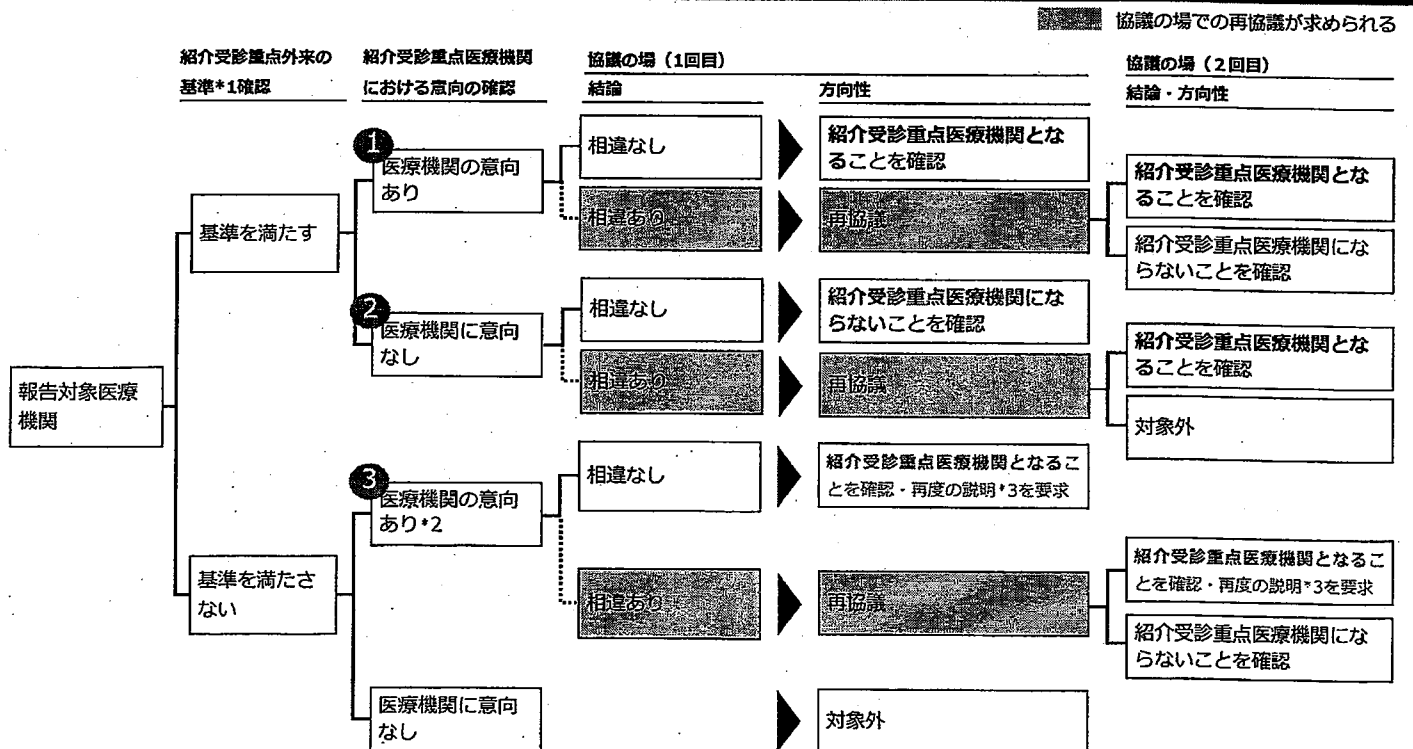 協議の場での再協議が求められる
紹介受診重点外来の
基準*1確認
紹介受診重点医療機関
における意向の確認
協議の場（1回目）
結論
方向性
協議の場（２回目）
結論・方向性
報告対象医療
機関
基準を満たす
1
医療機関の意向
あり
相違なし
紹介受診重点医療機関とな
ることを確認
相違あり
再協議
紹介受診重点医療機関とな
ることを確認
紹介受診重点医療機関にな
らないことを確認
2
医療機関に意向
なし
相違なし
紹介受診重点医療機関にな
らないことを確認
相違あり
再協議
紹介受診重点医療機関とな
ることを確認
対象外
基準を満たさ
ない
3
医療機関の意向
あり*2
相違なし
紹介受診重点医療機関となるこ
とを確認・再度の説明*3を要求
相違あり
再協議
紹介受診重点医療機関となるこ
とを確認・再度の説明*3を要求
紹介受診重点医療機関にな
らないことを確認
医療機関に意向
なし
対象外